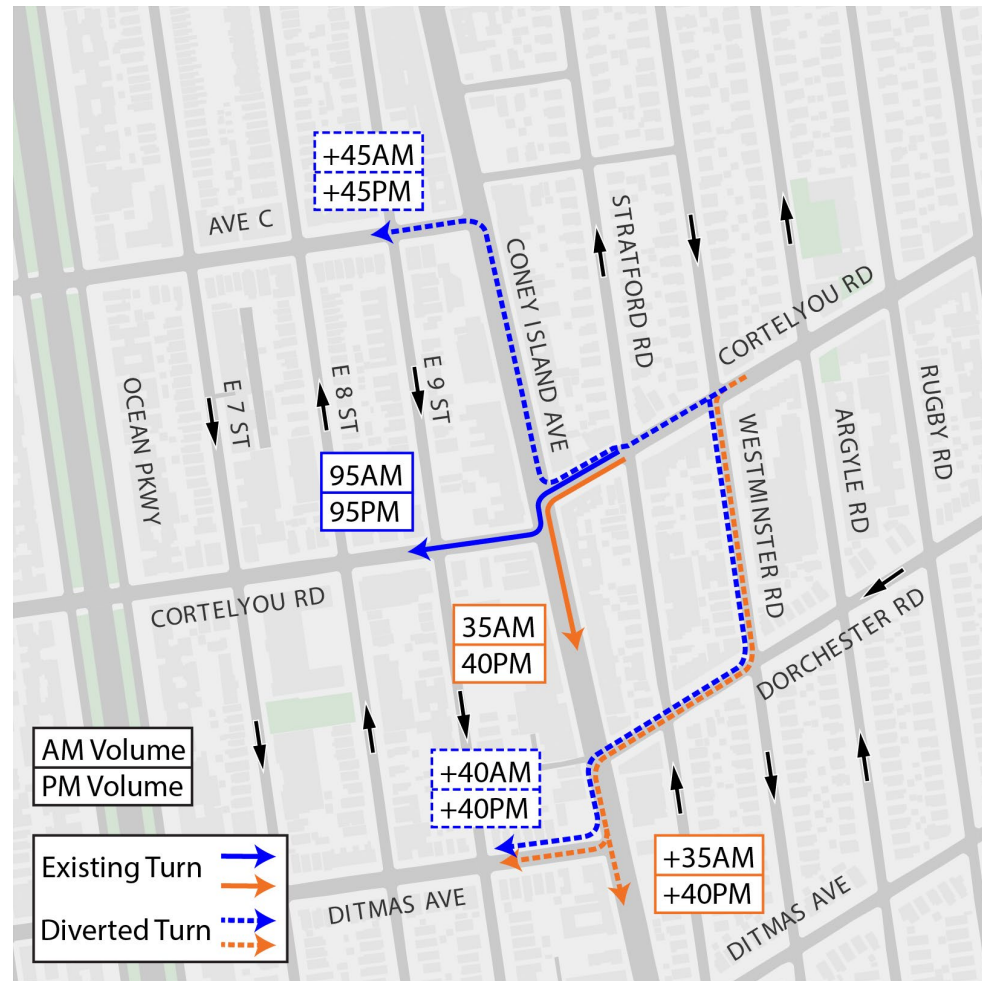 +45AM
+45PM
AVE C
CONEY ISLAND AVE
STRATFORD RD
CORTELYOU RD
OCEAN PKWY
E 7 ST
E 8 ST
E 9 ST
RUGBY RD
ARGYLE RD
WESTMINSTER RD
95AM
95PM
CORTELYOU RD
35AM
40PM
DORCHESTER RD
AM Volume
PM Volume
+40AM
+40PM
Existing Turn
Diverted Turn
+35AM
+40PM
DITMAS AVE
DITMAS AVE